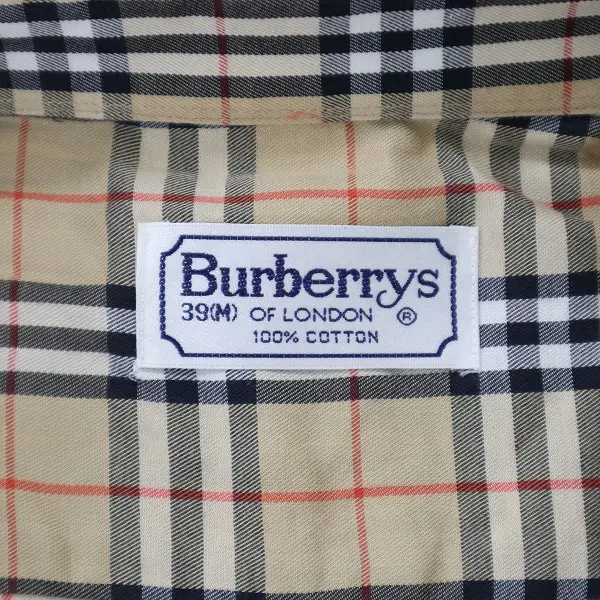 Burberrys
39(M) OF LONDON ®
100% COTTON